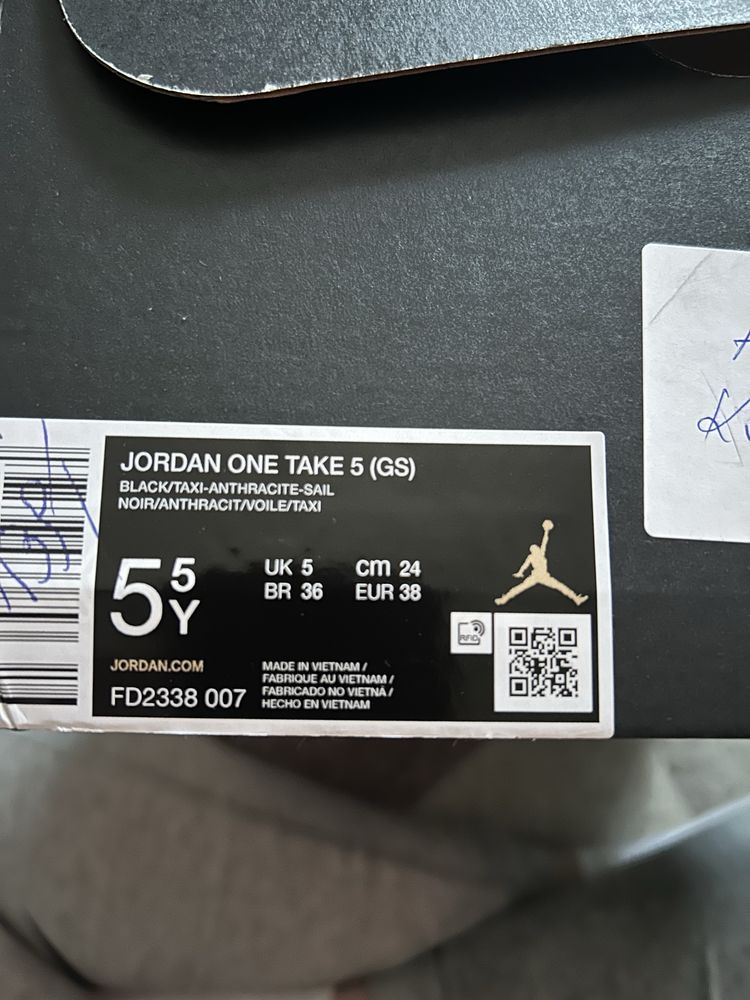 JORDAN ONE TAKE 5 (GS)
BLACK/TAXI-ANTHRACITE-SAIL
NOIR/ANTHRACIT/VOILE/TAXI
5 5 Y
UK 5 cm 24
BR 36 EUR 38
RFID
JORDAN.COM
FD2338 007
MADE IN VIETNAM /
FABRIQUE AU VIETNAM /
FABRICADO NO VIETNÁ /
HECHO EN VIETNAM